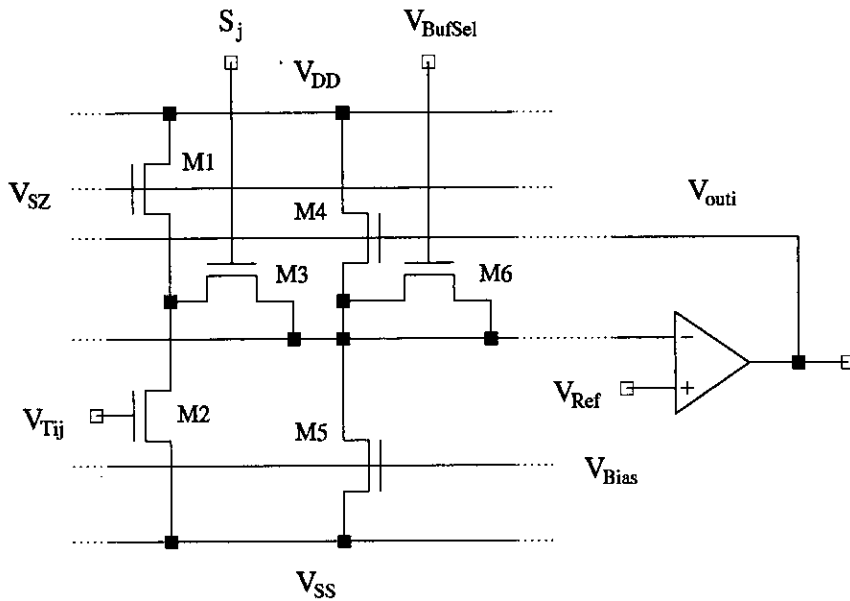 S_j
V_BufSel
V_DD
M1
V_SZ
M4
V_outi
M3
M6
−
V_Ref
+
V_Tij
M2
M5
V_Bias
V_SS